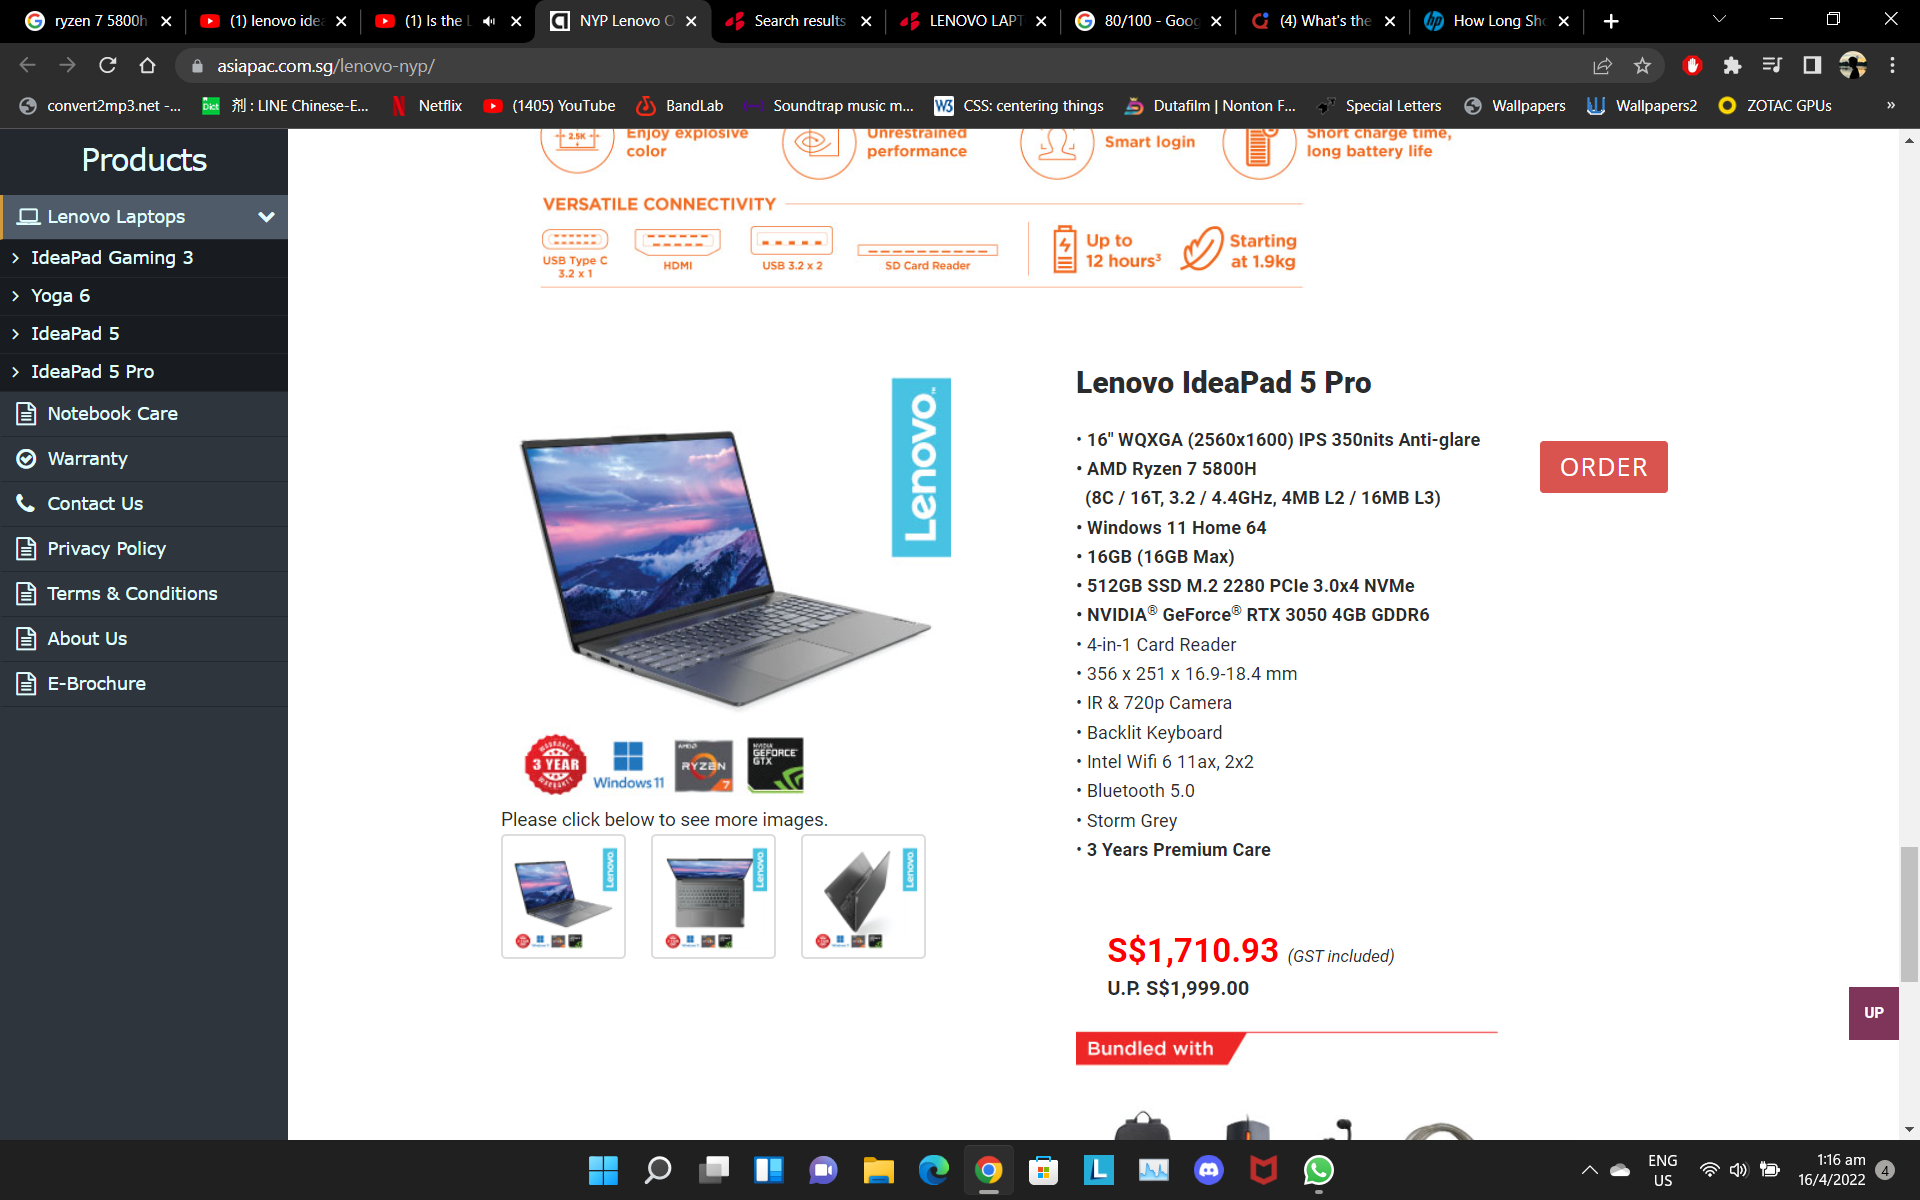 ryzen 7 5800h
(1) lenovo idea
(1) Is the L
NYP Lenovo O
Search results
LENOVO LAPT
80/100 - Goog
(4) What's the
How Long Sho
asiapac.com.sg/lenovo-nyp/
convert2mp3.net -...
Dict
剂 : LINE Chinese-E...
Netflix
(1405) YouTube
BandLab
Soundtrap music m...
W3
CSS: centering things
Dutafilm | Nonton F...
Special Letters
Wallpapers
Wallpapers2
ZOTAC GPUs
»
Products
Lenovo Laptops
IdeaPad Gaming 3
Yoga 6
IdeaPad 5
IdeaPad 5 Pro
Notebook Care
Warranty
Contact Us
Privacy Policy
Terms & Conditions
About Us
E-Brochure
2.5K
Enjoy explosive
color
Unrestrained
performance
Smart login
Short charge time,
long battery life
VERSATILE CONNECTIVITY
USB Type C
3.2 x 1
HDMI
USB 3.2 x 2
SD Card Reader
Up to
12 hours³
Starting
at 1.9kg
Lenovo™
WARRANTY
3 YEAR
WARRANTY
Windows 11
AMD
RYZEN
7
NVIDIA
GEFORCE
GTX
Please click below to see more images.
Lenovo
Lenovo
Lenovo
Lenovo IdeaPad 5 Pro
• 16" WQXGA (2560x1600) IPS 350nits Anti-glare
• AMD Ryzen 7 5800H
(8C / 16T, 3.2 / 4.4GHz, 4MB L2 / 16MB L3)
• Windows 11 Home 64
• 16GB (16GB Max)
• 512GB SSD M.2 2280 PCIe 3.0x4 NVMe
• NVIDIA® GeForce® RTX 3050 4GB GDDR6
• 4-in-1 Card Reader
• 356 x 251 x 16.9-18.4 mm
• IR & 720p Camera
• Backlit Keyboard
• Intel Wifi 6 11ax, 2x2
• Bluetooth 5.0
• Storm Grey
• 3 Years Premium Care
ORDER
S$1,710.93 (GST included)
U.P. S$1,999.00
Bundled with
UP
ENG
US
1:16 am
16/4/2022
4